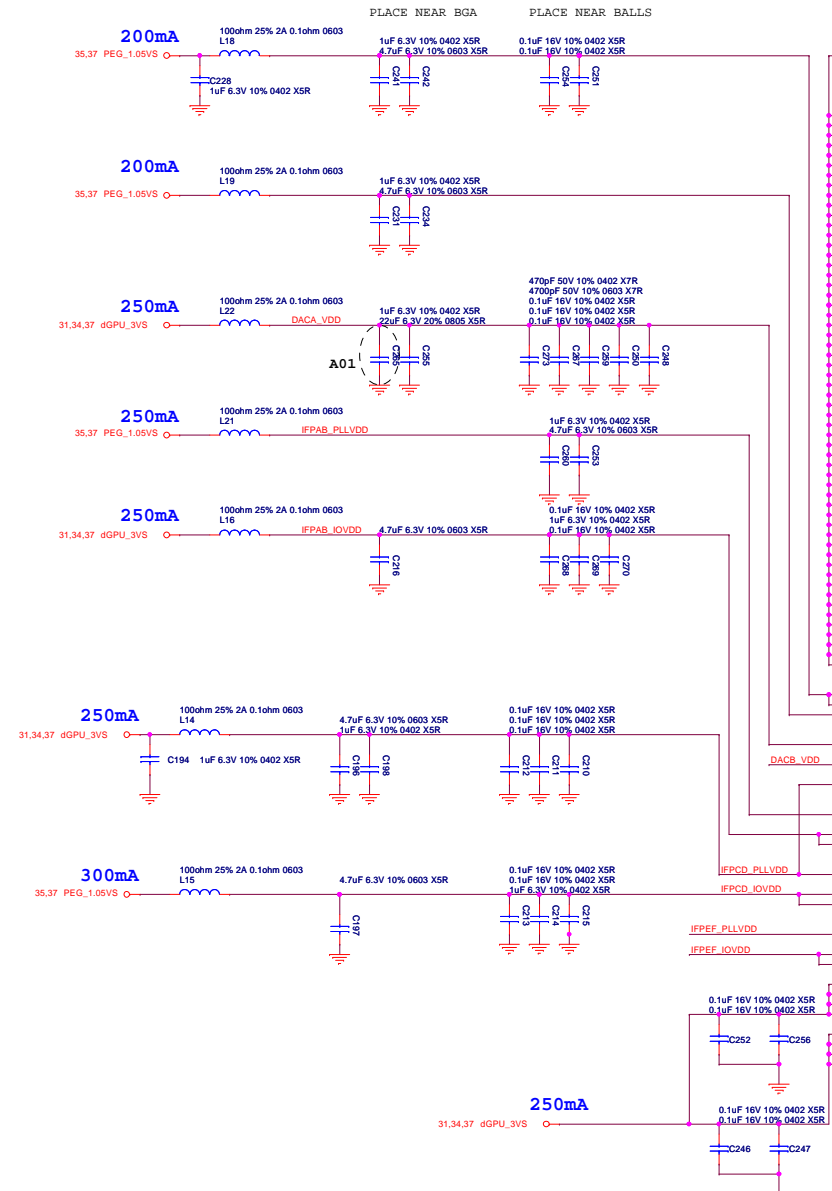 PLACE NEAR BGA
PLACE NEAR BALLS
200mA
100ohm 25% 2A 0.1ohm 0603
L18
35,37 PEG_1.05VS
1uF 6.3V 10% 0402 X5R
4.7uF 6.3V 10% 0603 X5R
0.1uF 16V 10% 0402 X5R
0.1uF 16V 10% 0402 X5R
C228
1uF 6.3V 10% 0402 X5R
C241
C242
C254
C251
200mA
100ohm 25% 2A 0.1ohm 0603
L19
35,37 PEG_1.05VS
1uF 6.3V 10% 0402 X5R
4.7uF 6.3V 10% 0603 X5R
C231
C234
250mA
100ohm 25% 2A 0.1ohm 0603
L22
31,34,37 dGPU_3VS
DACA_VDD
1uF 6.3V 10% 0402 X5R
22uF 6.3V 20% 0805 X5R
470pF 50V 10% 0402 X7R
4700pF 50V 10% 0603 X7R
0.1uF 16V 10% 0402 X5R
0.1uF 16V 10% 0402 X5R
0.1uF 16V 10% 0402 X5R
A01
C265
C255
C273
C267
C259
C250
C248
250mA
100ohm 25% 2A 0.1ohm 0603
L21
35,37 PEG_1.05VS
IFPAB_PLLVDD
1uF 6.3V 10% 0402 X5R
4.7uF 6.3V 10% 0603 X5R
C260
C253
250mA
100ohm 25% 2A 0.1ohm 0603
L16
31,34,37 dGPU_3VS
IFPAB_IOVDD
4.7uF 6.3V 10% 0603 X5R
0.1uF 16V 10% 0402 X5R
1uF 6.3V 10% 0402 X5R
0.1uF 16V 10% 0402 X5R
C216
C268
C269
C270
250mA
100ohm 25% 2A 0.1ohm 0603
L14
31,34,37 dGPU_3VS
4.7uF 6.3V 10% 0603 X5R
1uF 6.3V 10% 0402 X5R
0.1uF 16V 10% 0402 X5R
0.1uF 16V 10% 0402 X5R
0.1uF 16V 10% 0402 X5R
C194 1uF 6.3V 10% 0402 X5R
C196
C198
C212
C211
C210
DACB_VDD
300mA
100ohm 25% 2A 0.1ohm 0603
L15
35,37 PEG_1.05VS
4.7uF 6.3V 10% 0603 X5R
0.1uF 16V 10% 0402 X5R
0.1uF 16V 10% 0402 X5R
1uF 6.3V 10% 0402 X5R
C197
C213
C214
C215
IFPCD_PLLVDD
IFPCD_IOVDD
IFPEF_PLLVDD
IFPEF_IOVDD
0.1uF 16V 10% 0402 X5R
0.1uF 16V 10% 0402 X5R
C252
C256
250mA
31,34,37 dGPU_3VS
0.1uF 16V 10% 0402 X5R
0.1uF 16V 10% 0402 X5R
C246
C247